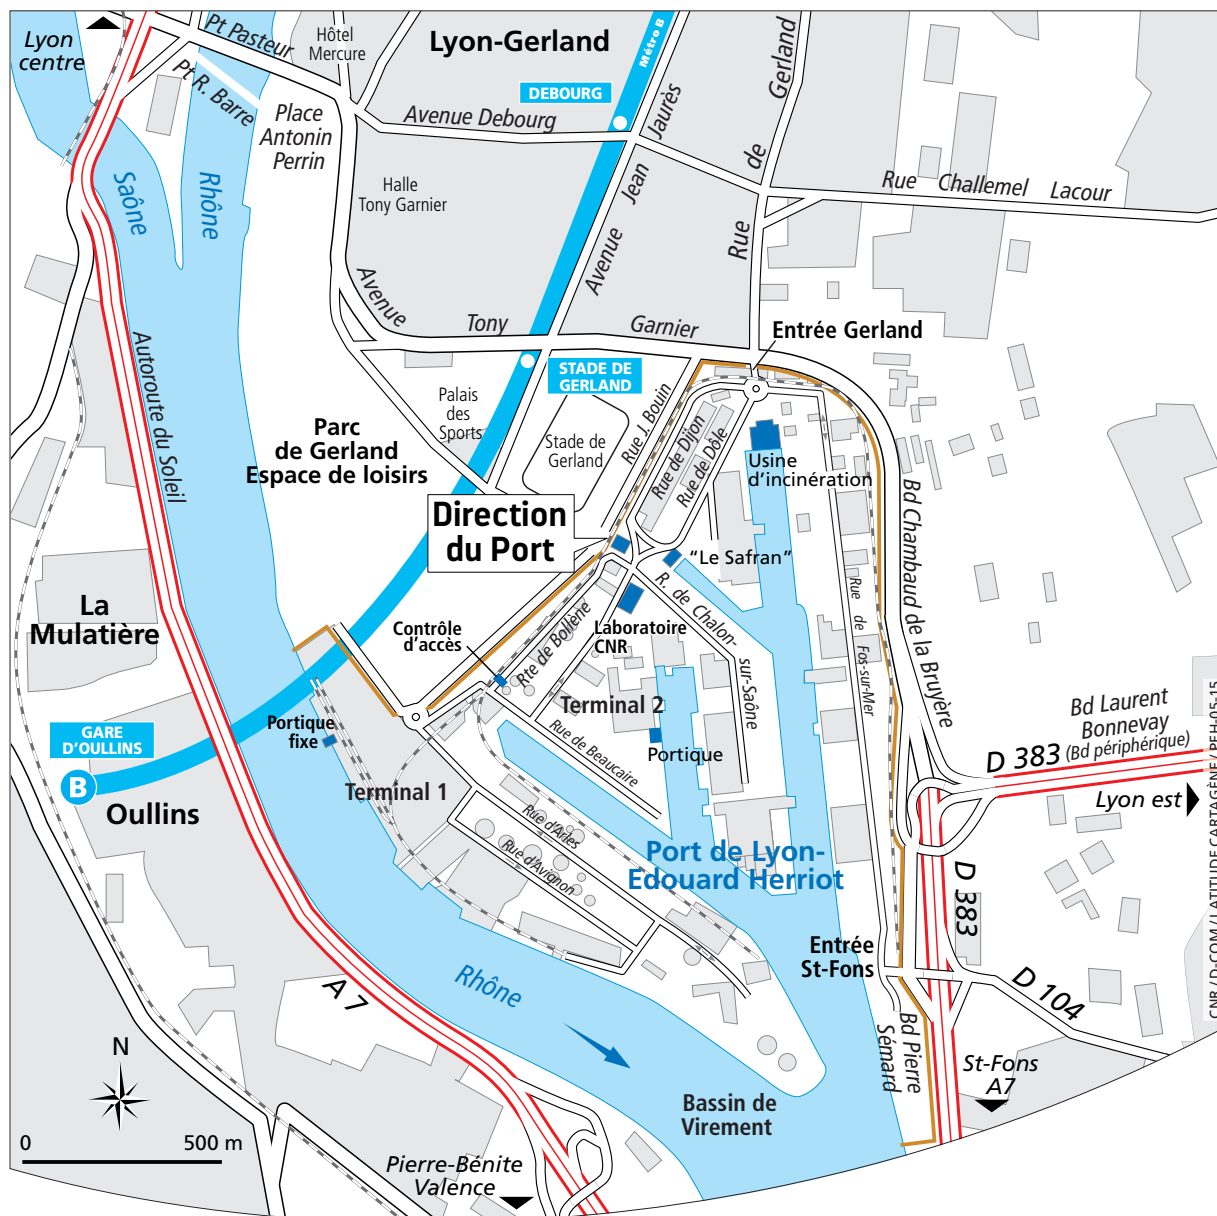 Lyon
centre
Pt Pasteur
Hôtel
Mercure
Lyon-Gerland
Métro B
Gerland
de
Rue
DEBOURG
Pt R. Barre
Place
Antonin
Perrin
Avenue Debourg
Jaurès
Jean
Avenue
Rue Challemel Lacour
Saône
Rhône
Halle
Tony Garnier
Avenue
Tony
Garnier
Entrée Gerland
Autoroute du Soleil
STADE DE
GERLAND
Palais
des
Sports
Parc
de Gerland
Espace de loisirs
Stade de
Gerland
Rue J. Bouin
Rue de Dijon
Rue de Dôle
Usine
d'incinération
Bd Chambaud de la Bruyère
Direction
du Port
"Le Safran"
La
Mulatière
Contrôle
d'accès
Rte de Bollène
Laboratoire
CNR
R. de Chalon-
sur-Saône
Rue de Fos-sur-Mer
Terminal 2
Portique
fixe
Rue de Beaucaire
Portique
GARE
D'OULLINS
B
Oullins
Terminal 1
Bd Laurent
Bonnevay
(Bd périphérique)
D 383
Lyon est
Rue d'Arles
Rue d'Avignon
Port de Lyon-
Edouard Herriot
D 383
Entrée
St-Fons
D 104
A 7
Rhône
Bd Pierre
Sémard
St-Fons
A7
N
Bassin de
Virement
0 500 m
Pierre-Bénite
Valence
CNR / D-COM / LATITUDE CARTAGÈNE / PEH-05-15